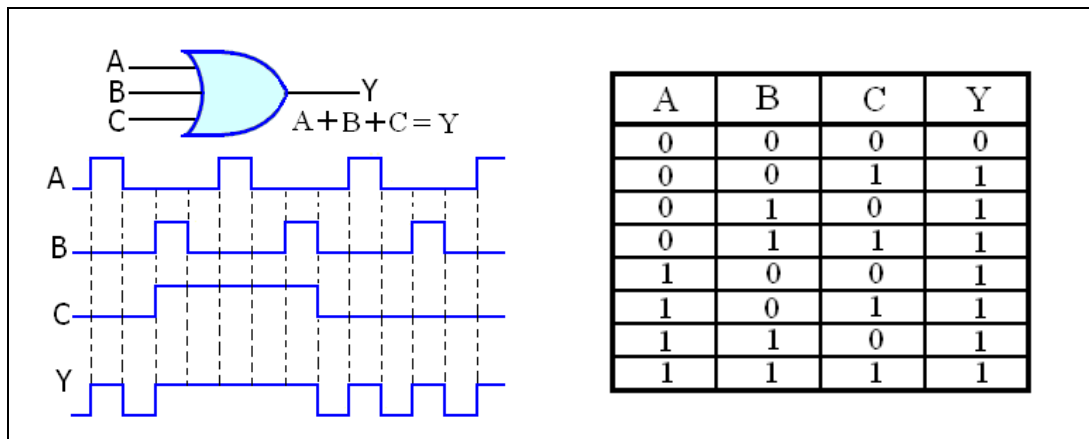 A
B
C
Y
A+B+C=Y
A
B
C
Y
A B C Y
0 0 0 0
0 0 1 1
0 1 0 1
0 1 1 1
1 0 0 1
1 0 1 1
1 1 0 1
1 1 1 1